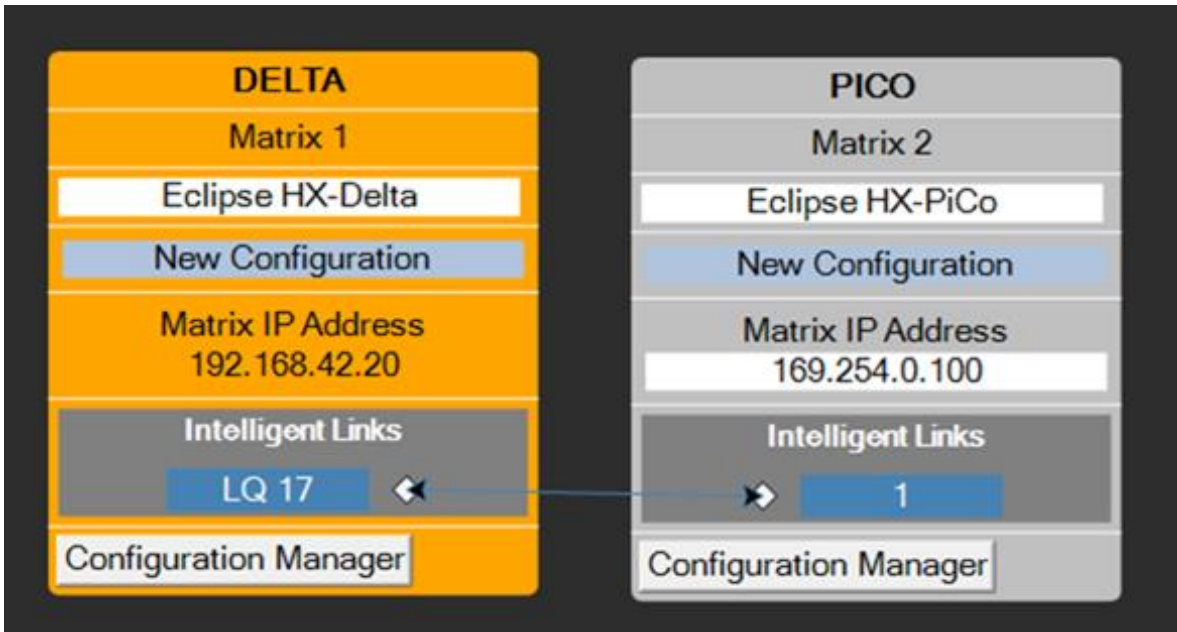 DELTA
Matrix 1
Eclipse HX-Delta
New Configuration
Matrix IP Address
192.168.42.20
Intelligent Links
LQ 17
Configuration Manager
PICO
Matrix 2
Eclipse HX-PiCo
New Configuration
Matrix IP Address
169.254.0.100
Intelligent Links
1
Configuration Manager